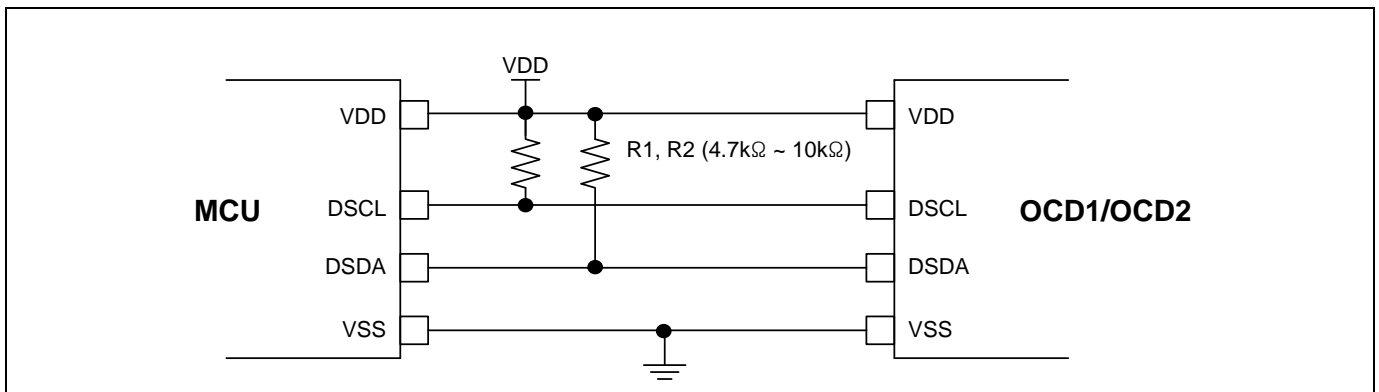 VDD
VDD
VDD
R1, R2 (4.7kΩ ~ 10kΩ)
MCU
DSCL
DSCL
OCD1/OCD2
DSDA
DSDA
VSS
VSS